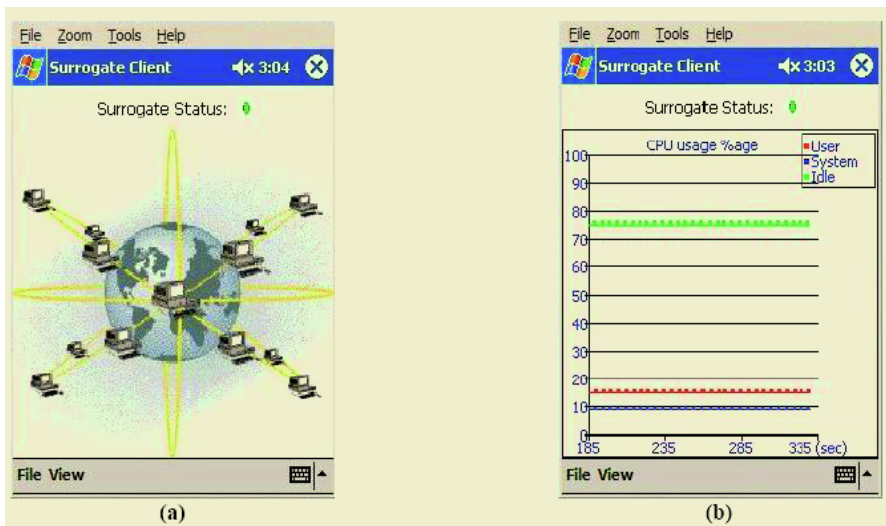 File Zoom Tools Help
Surrogate Client 3:04
Surrogate Status:
File View
(a)
File Zoom Tools Help
Surrogate Client 3:03
Surrogate Status:
CPU usage %age
User
System
Idle
100
90
80
70
60
50
40
30
20
10
0
185 235 285 335 (sec)
File View
(b)